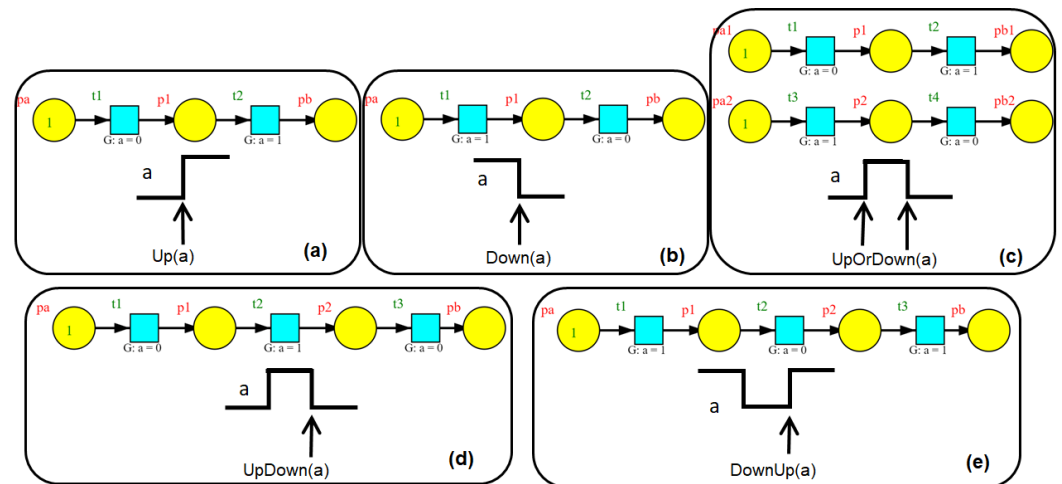 pa t1 p1 t2 pb
1
G: a = 0 G: a = 1
a
Up(a) (a)
pa t1 p1 t2 pb
1
G: a = 1 G: a = 0
a
Down(a) (b)
pa1 t1 p1 t2 pb1
1
G: a = 0 G: a = 1
pa2 t3 p2 t4 pb2
1
G: a = 1 G: a = 0
a
UpOrDown(a) (c)
pa t1 p1 t2 p2 t3 pb
1
G: a = 0 G: a = 1 G: a = 0
a
UpDown(a) (d)
pa t1 p1 t2 p2 t3 pb
1
G: a = 1 G: a = 0 G: a = 1
a
DownUp(a) (e)